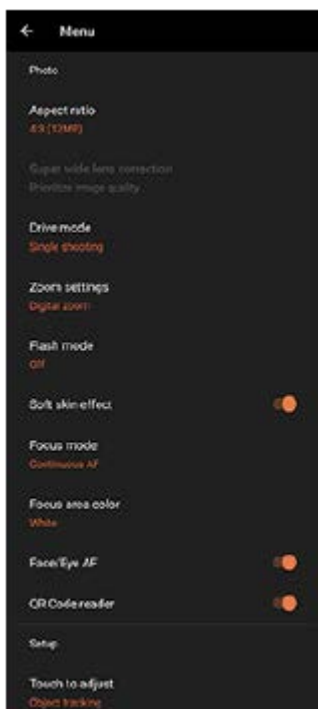 Menu
Photo
Aspect ratio
4:3 (12MP)
Super wide lens correction
Prioritize image quality
Drive mode
Single shooting
Zoom settings
Digital zoom
Flash mode
Off
Soft skin effect
Focus mode
Continuous AF
Focus area color
White
Face/Eye AF
QR Code reader
Setup
Touch to adjust
Object tracking